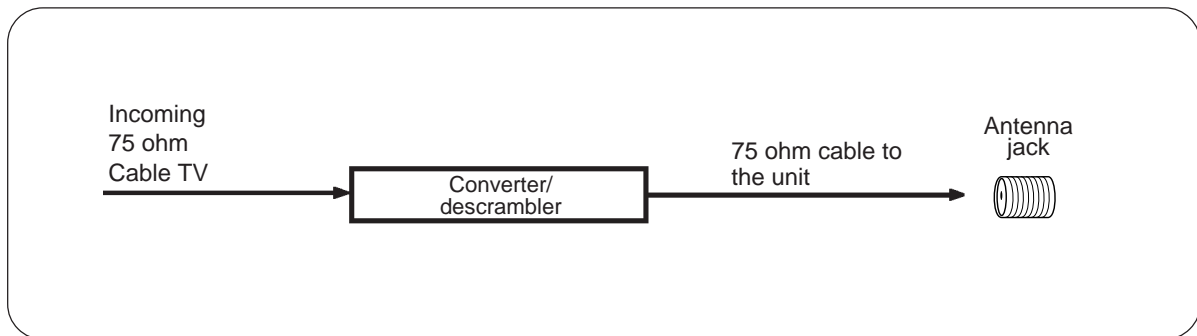 Incoming
75 ohm
Cable TV
Converter/
descrambler
75 ohm cable to
the unit
Antenna
jack